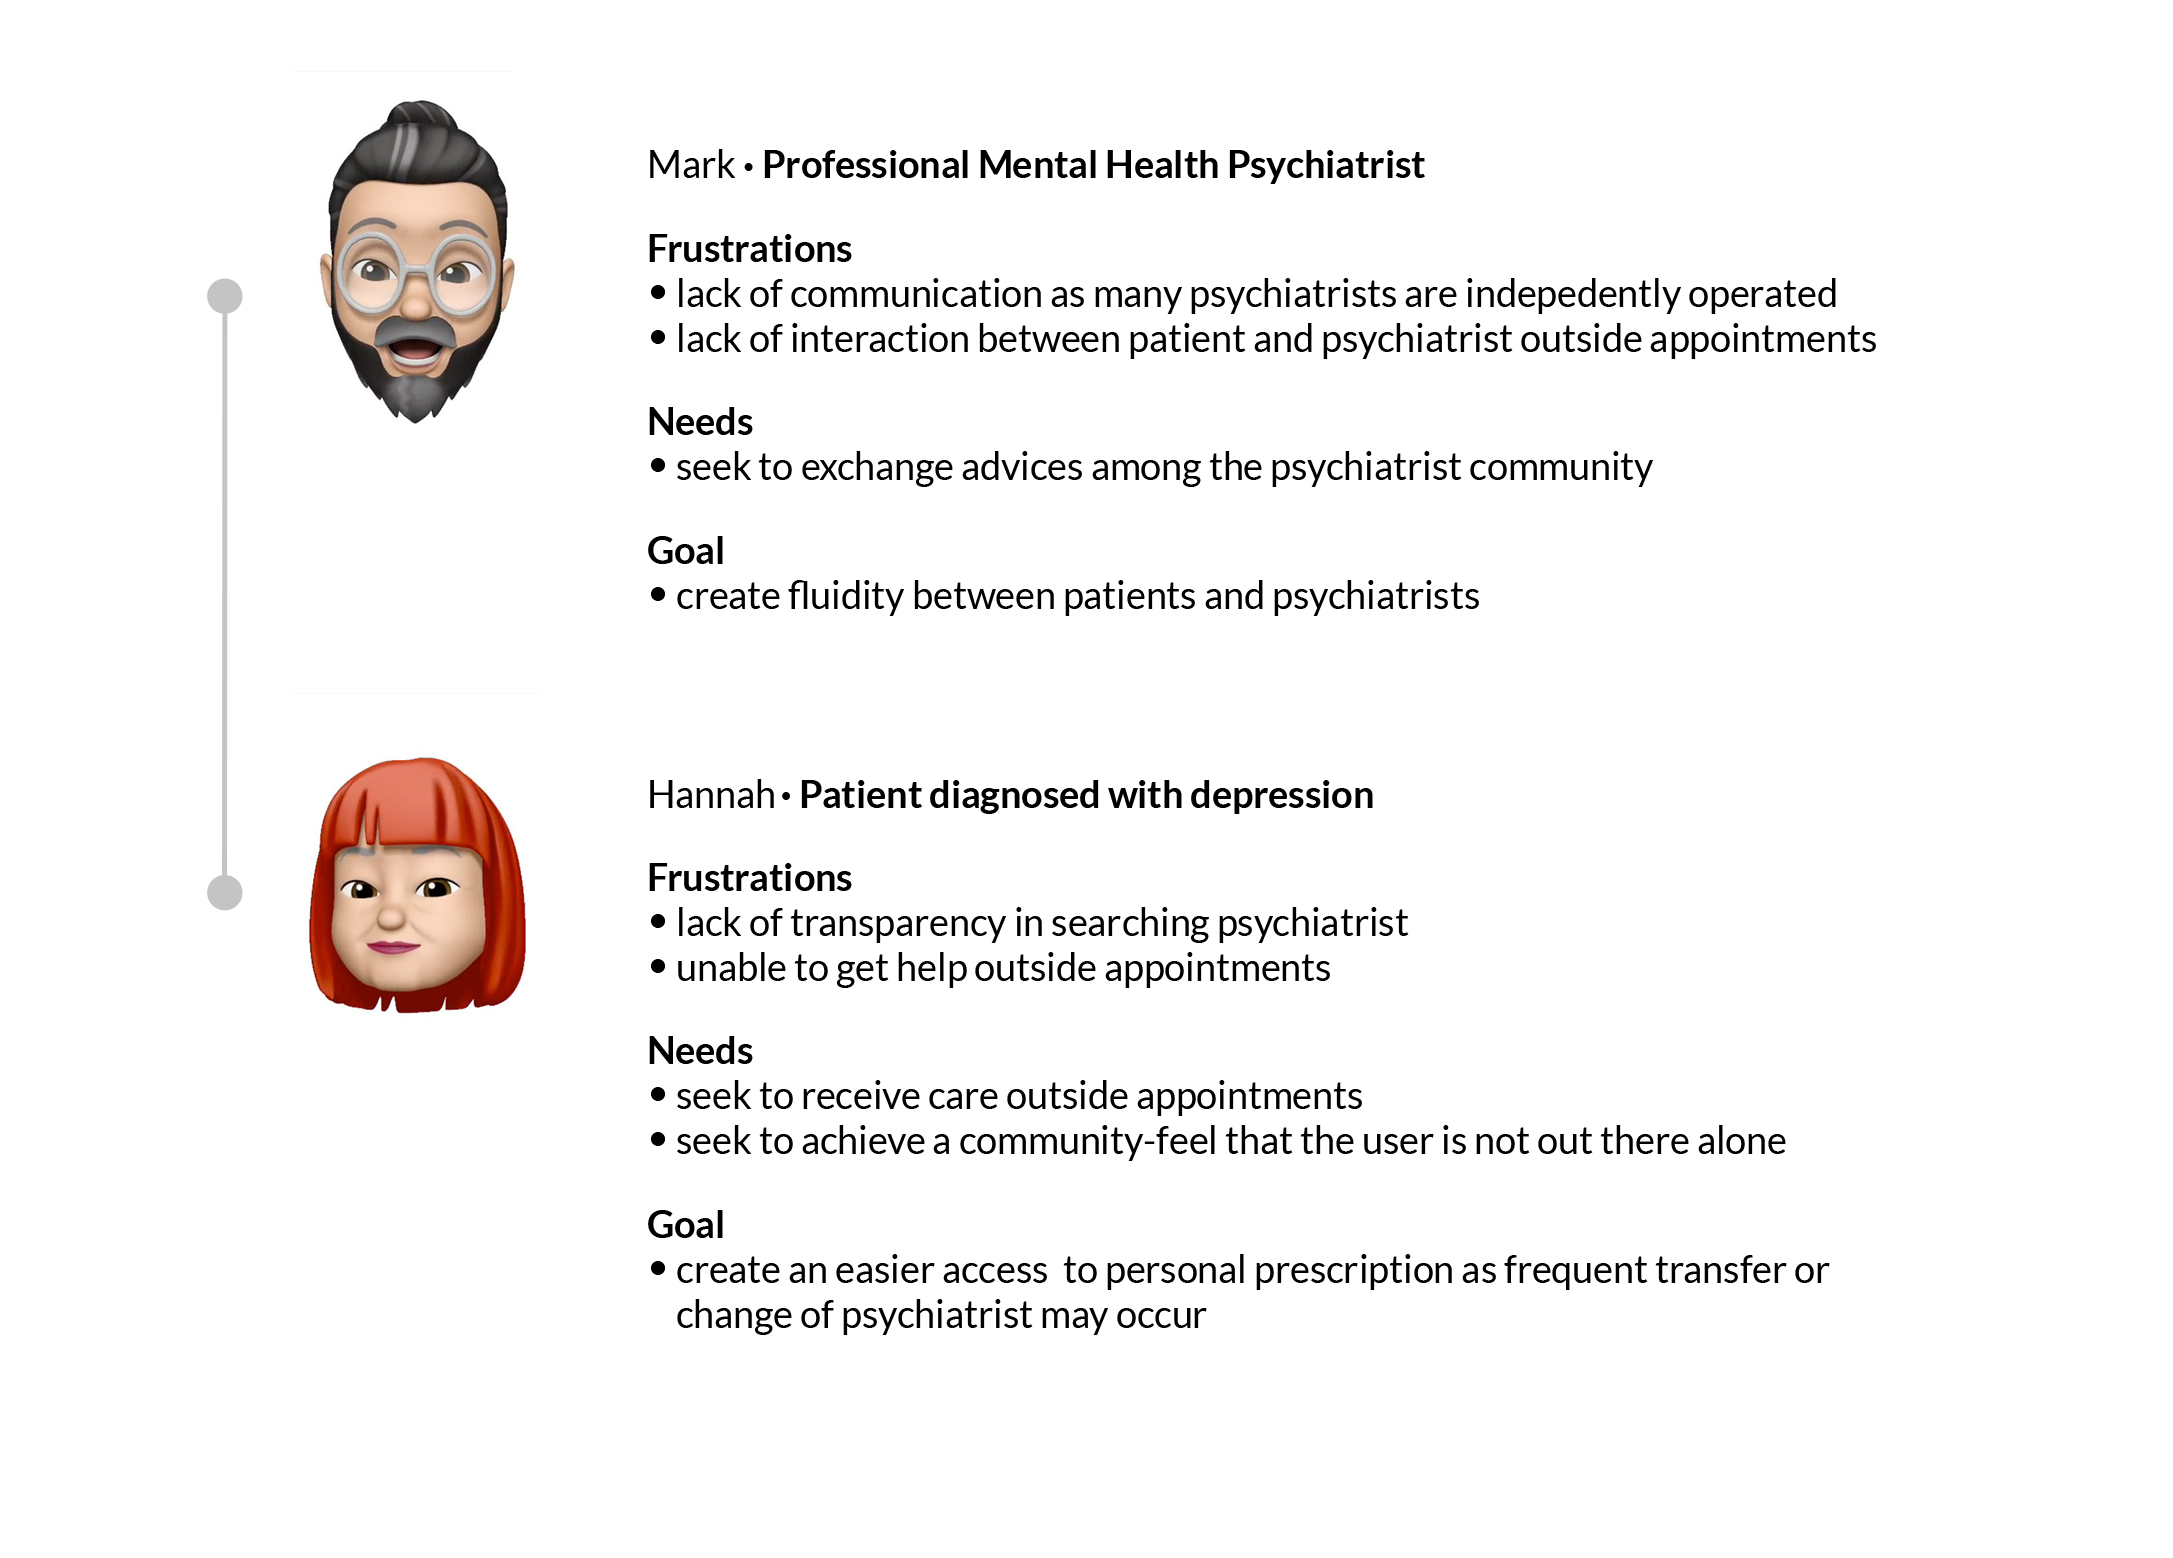 Mark • Professional Mental Health Psychiatrist
Frustrations
• lack of communication as many psychiatrists are indepedently operated
• lack of interaction between patient and psychiatrist outside appointments
Needs
• seek to exchange advices among the psychiatrist community
Goal
• create fluidity between patients and psychiatrists
Hannah • Patient diagnosed with depression
Frustrations
• lack of transparency in searching psychiatrist
• unable to get help outside appointments
Needs
• seek to receive care outside appointments
• seek to achieve a community-feel that the user is not out there alone
Goal
• create an easier access  to personal prescription as frequent transfer or
change of psychiatrist may occur